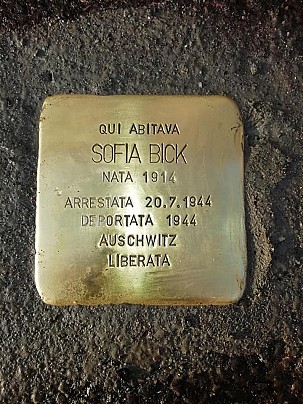 QUI ABITAVA
SOFIA BICK
NATA 1914
ARRESTATA 20.7.1944
DEPORTATA 1944
AUSCHWITZ
LIBERATA